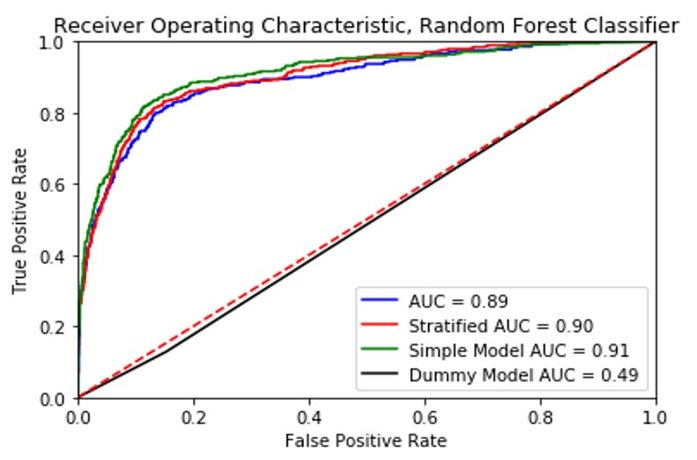 Receiver Operating Characteristic, Random Forest Classifier
1.0
0.8
0.6
0.4
0.2
0.0
True Positive Rate
AUC = 0.89
Stratified AUC = 0.90
Simple Model AUC = 0.91
Dummy Model AUC = 0.49
0.0 0.2 0.4 0.6 0.8 1.0
False Positive Rate